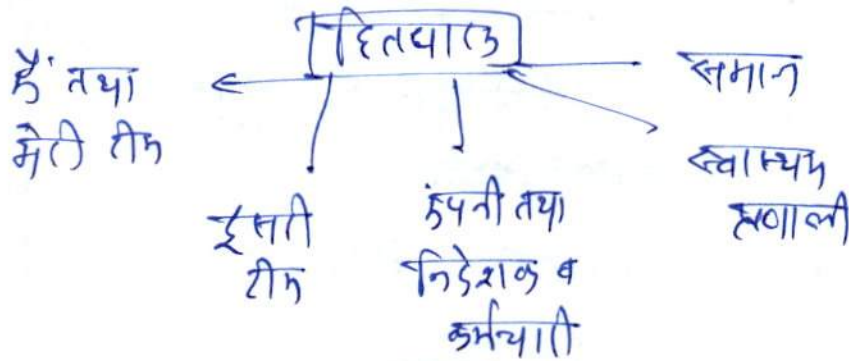 हितधारक
मैं तथा
मेरी टीम
दूसरी
टीम
कंपनी तथा
निदेशक व
कर्मचारी
समाज
स्वास्थ्य
प्रणाली